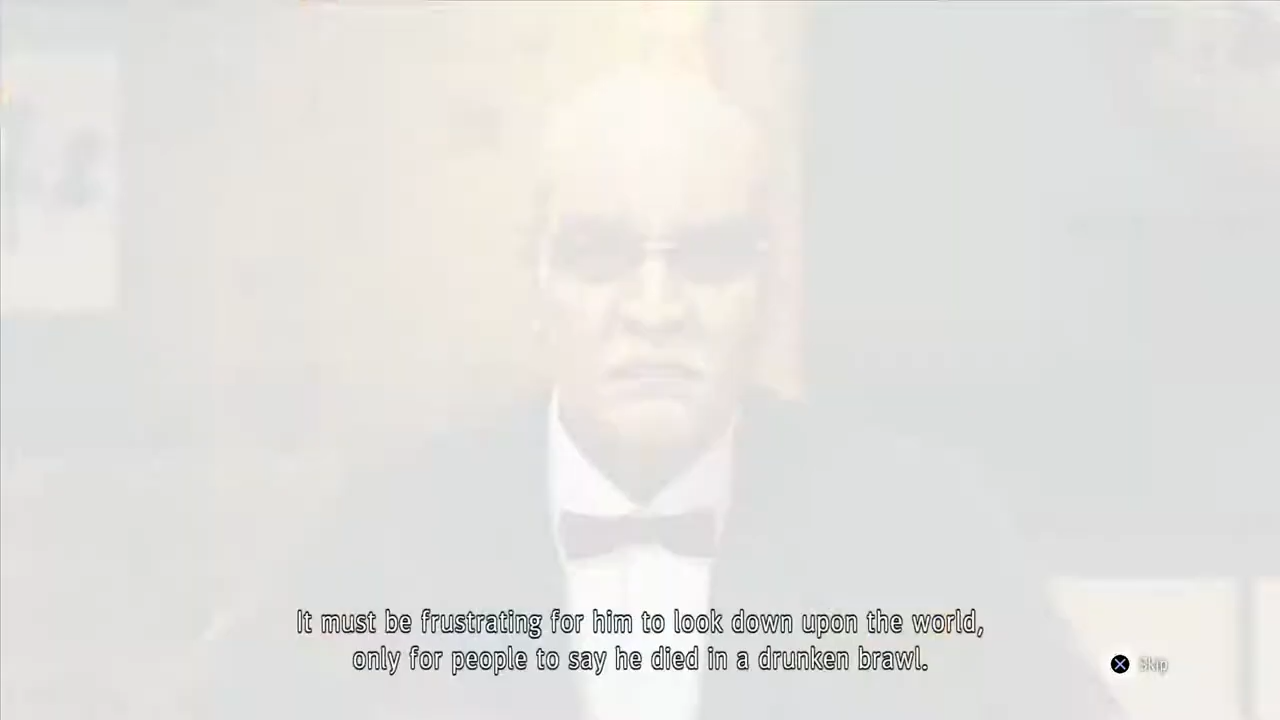 It must be frustrating for him to look down upon the world,
only for people to say he died in a drunken brawl.
Skip